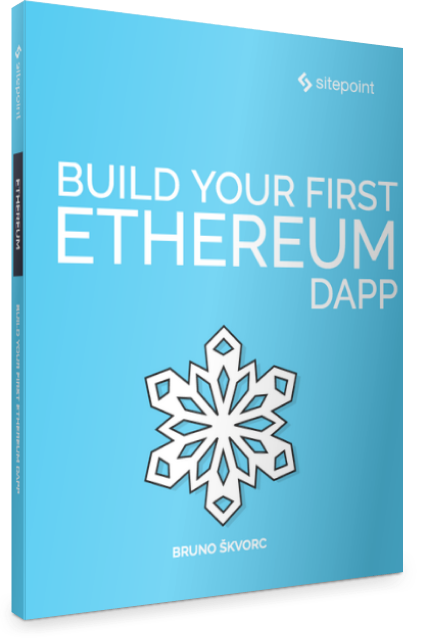 sitepoint
BUILD YOUR FIRST
ETHEREUM
DAPP
BRUNO ŠKVORC
sitepoint
ETHEREUM
BUILD YOUR FIRST ETHEREUM DAPP